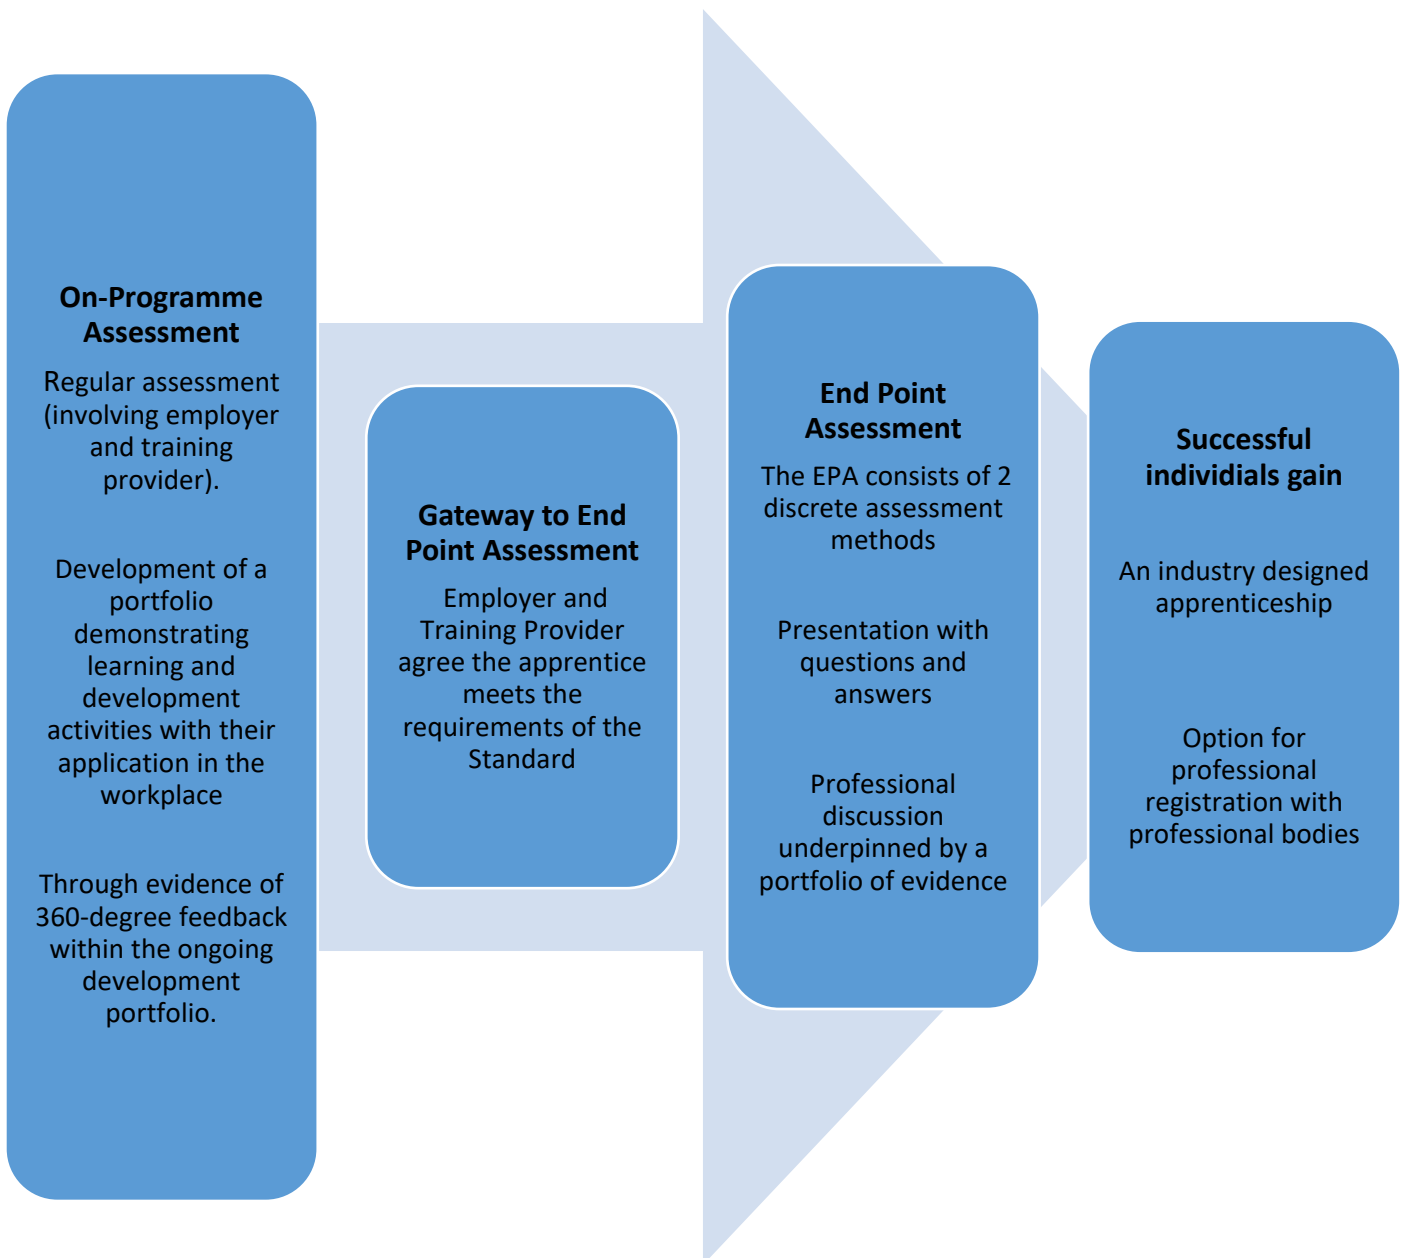 On-Programme
Assessment
Regular assessment
(involving employer
and training
provider).
Development of a
portfolio
demonstrating
learning and
development
activities with their
application in the
workplace
Through evidence of
360-degree feedback
within the ongoing
development
portfolio.
Gateway to End
Point Assessment
Employer and
Training Provider
agree the apprentice
meets the
requirements of the
Standard
End Point
Assessment
The EPA consists of 2
discrete assessment
methods
Presentation with
questions and
answers
Professional
discussion
underpinned by a
portfolio of evidence
Successful
individials gain
An industry designed
apprenticeship
Option for
professional
registration with
professional bodies